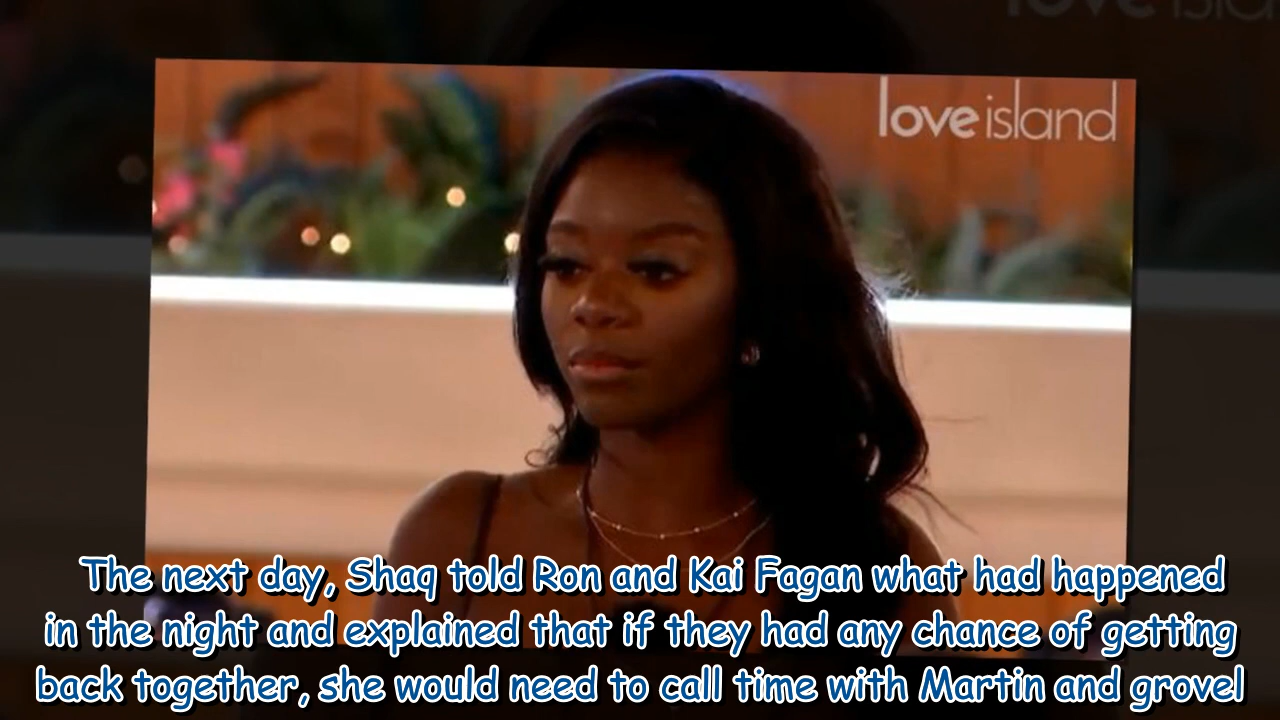 love island
love island
The next day, Shaq told Ron and Kai Fagan what had happened
in the night and explained that if they had any chance of getting
back together, she would need to call time with Martin and grovel